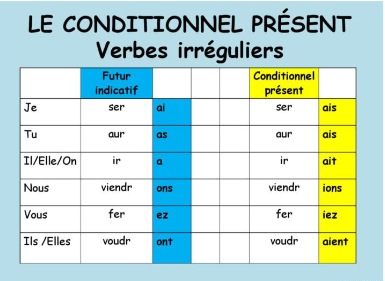 LE CONDITIONNEL PRÉSENT
Verbes irréguliers
Futur indicatif Conditionnel présent
Je ser ai ser ais
Tu aur as aur ais
Il/Elle/On ir a ir ait
Nous viendr ons viendr ions
Vous fer ez fer iez
Ils /Elles voudr ont voudr aient